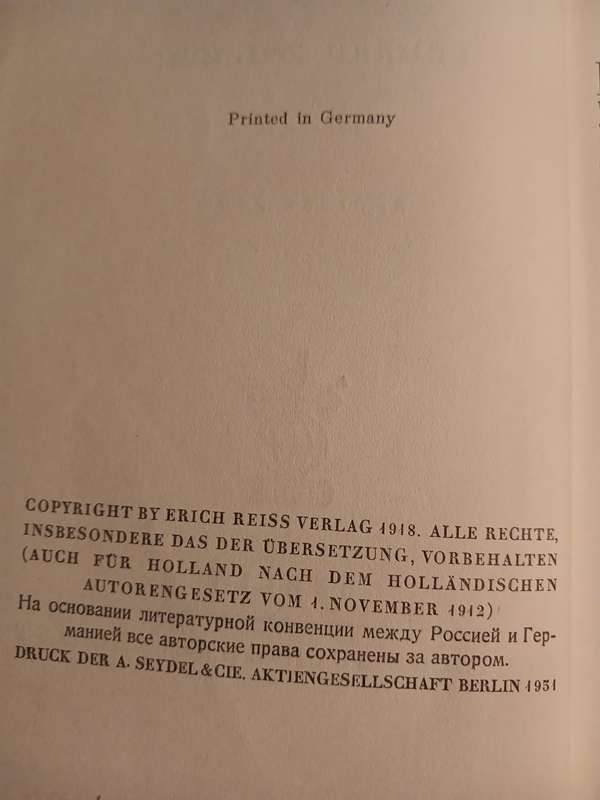 Printed in Germany
COPYRIGHT BY ERICH REISS VERLAG 1918. ALLE RECHTE,
INSBESONDERE DAS DER ÜBERSETZUNG, VORBEHALTEN
(AUCH FÜR HOLLAND NACH DEM HOLLÄNDISCHEN
AUTORENGESETZ VOM 1. NOVEMBER 1912)
На основании литературной конвенции между Россией и Гер-
манией все авторские права сохранены за автором.
DRUCK DER A. SEYDEL & CIE. AKTIENGESELLSCHAFT BERLIN 1931